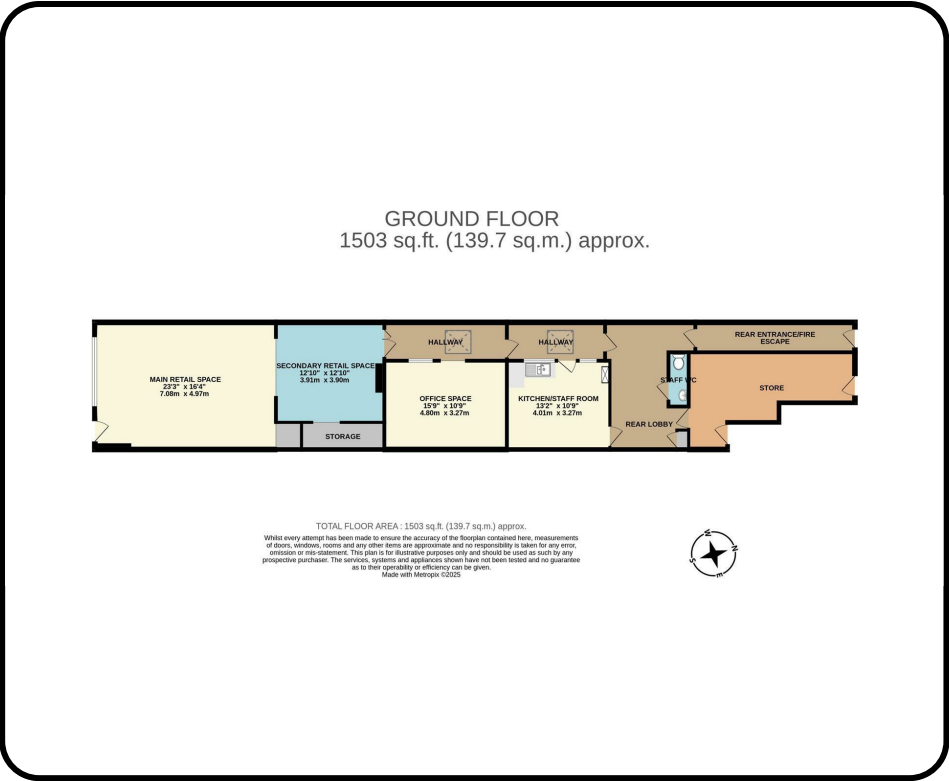 GROUND FLOOR
1503 sq.ft. (139.7 sq.m.) approx.
MAIN RETAIL SPACE
23'3" x 16'4"
7.08m x 4.97m
SECONDARY RETAIL SPACE
12'10" x 12'10"
3.91m x 3.90m
STORAGE
HALLWAY
OFFICE SPACE
15'9" x 10'9"
4.80m x 3.27m
HALLWAY
KITCHEN/STAFF ROOM
13'2" x 10'9"
4.01m x 3.27m
REAR LOBBY
STAFF WC
REAR ENTRANCE/FIRE
ESCAPE
STORE
TOTAL FLOOR AREA : 1503 sq.ft. (139.7 sq.m.) approx.
Whilst every attempt has been made to ensure the accuracy of the floorplan contained here, measurements
of doors, windows, rooms and any other items are approximate and no responsibility is taken for any error,
omission or mis-statement. This plan is for illustrative purposes only and should be used as such by any
prospective purchaser. The services, systems and appliances shown have not been tested and no guarantee
as to their operability or efficiency can be given.
Made with Metropix ©2025
W
N
S
E